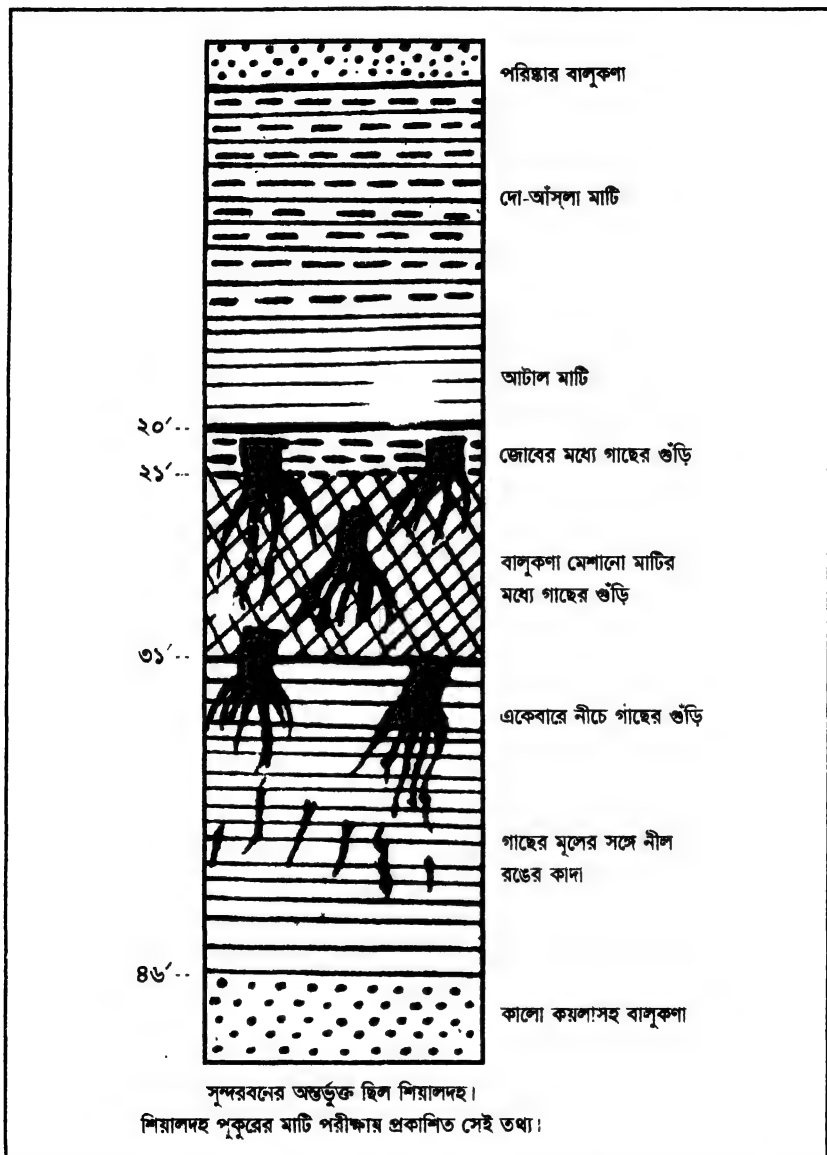 পরিষ্কার বালুকণা
দো-আঁস্‌লা মাটি
আটাল মাটি
২০´--
জোবের মধ্যে গাছের গুঁড়ি
২১´--
বালুকণা মেশানো মাটির
মধ্যে গাছের গুঁড়ি
৩১´--
একেবারে নীচে গাছের গুঁড়ি
গাছের মূলের সঙ্গে নীল
রঙের কাদা
৪৬´--
কালো কয়লাসহ বালুকণা
সুন্দরবনের অন্তর্ভুক্ত ছিল শিয়ালদহ।
শিয়ালদহ পুকুরের মাটি পরীক্ষায় প্রকাশিত সেই তথ্য।